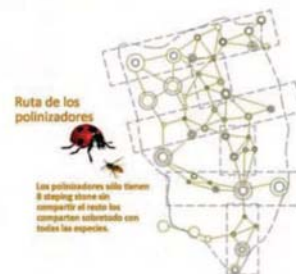 Ruta de los
polinizadores
Los polinizadores sólo tienen
8 steping stone sin
compartir el resto los
comparten sobretodo con
todas las especies.